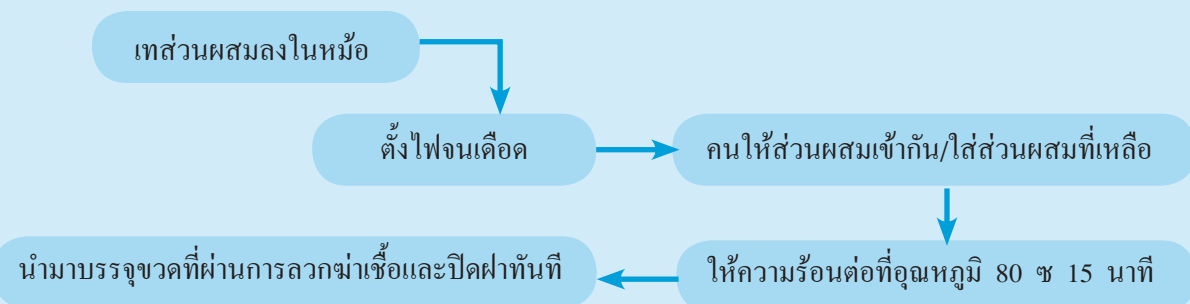 เทส่วนผสมลงในหม้อ
ตั้งไฟจนเดือด
คนให้ส่วนผสมเข้ากัน/ใส่ส่วนผสมที่เหลือ
ให้ความร้อนต่อที่อุณหภูมิ 80 ซ 15 นาที
นำมาบรรจุขวดที่ผ่านการลวกฆ่าเชื้อและปิดฝาทันที